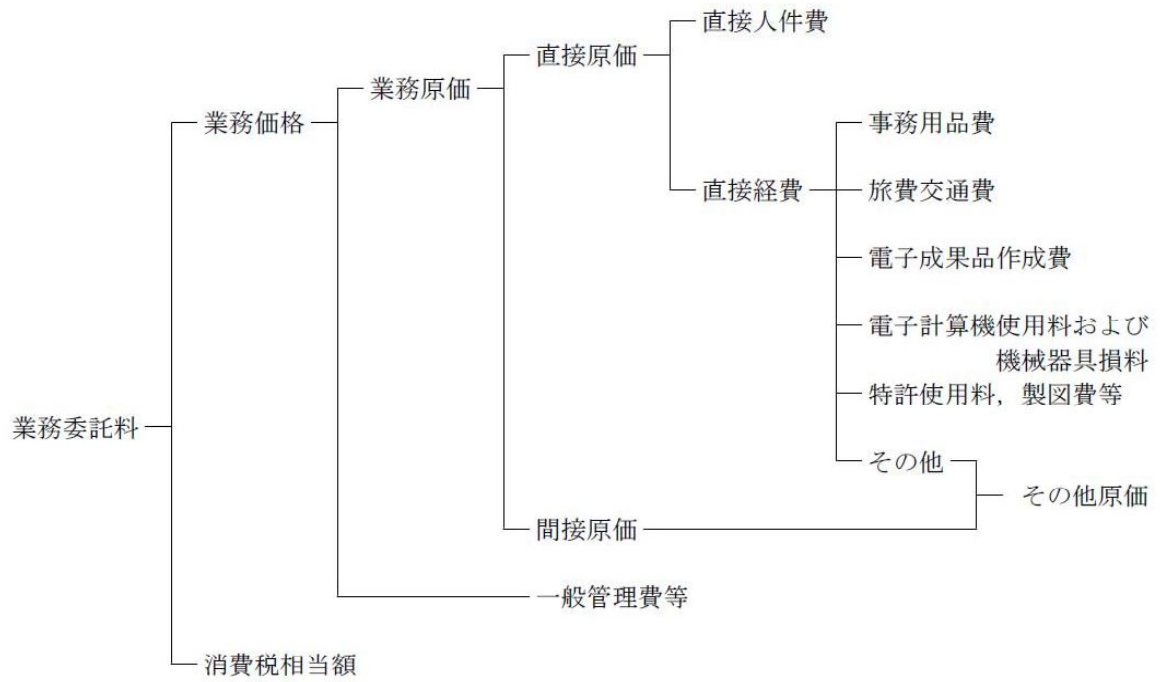 直接人件費
直接原価
業務原価
業務価格
事務用品費
直接経費
旅費交通費
電子成果品作成費
電子計算機使用料および
機械器具損料
特許使用料，製図費等
業務委託料
その他
その他原価
間接原価
一般管理費等
消費税相当額